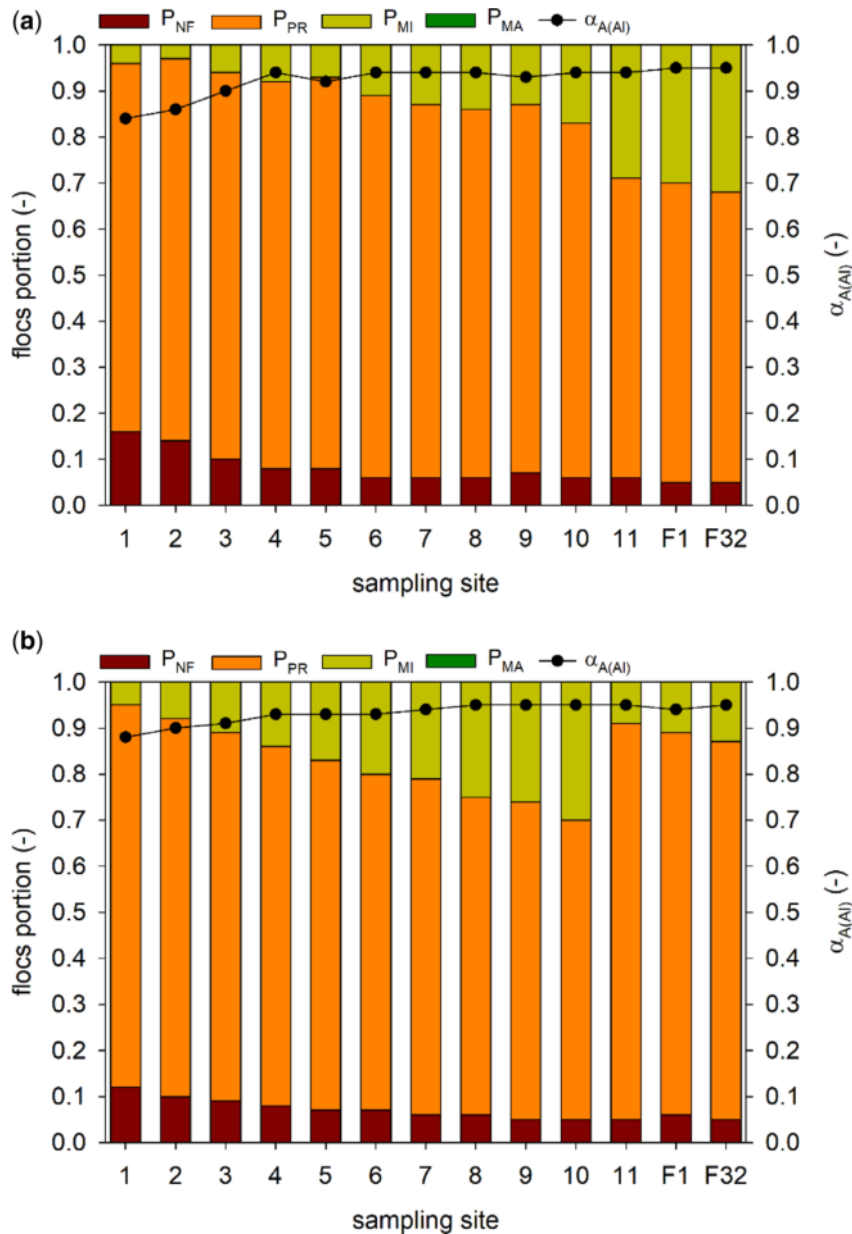 (a)
P_NF P_PR P_MI P_MA α_A(Al)
1.0 1.0
0.9 0.9
0.8 0.8
0.7 0.7
0.6 0.6
0.5 0.5
0.4 0.4
0.3 0.3
0.2 0.2
0.1 0.1
0.0 0.0
flocs portion (-)
α_A(Al) (-)
1 2 3 4 5 6 7 8 9 10 11 F1 F32
sampling site
(b)
P_NF P_PR P_MI P_MA α_A(Al)
1.0 1.0
0.9 0.9
0.8 0.8
0.7 0.7
0.6 0.6
0.5 0.5
0.4 0.4
0.3 0.3
0.2 0.2
0.1 0.1
0.0 0.0
flocs portion (-)
α_A(Al) (-)
1 2 3 4 5 6 7 8 9 10 11 F1 F32
sampling site